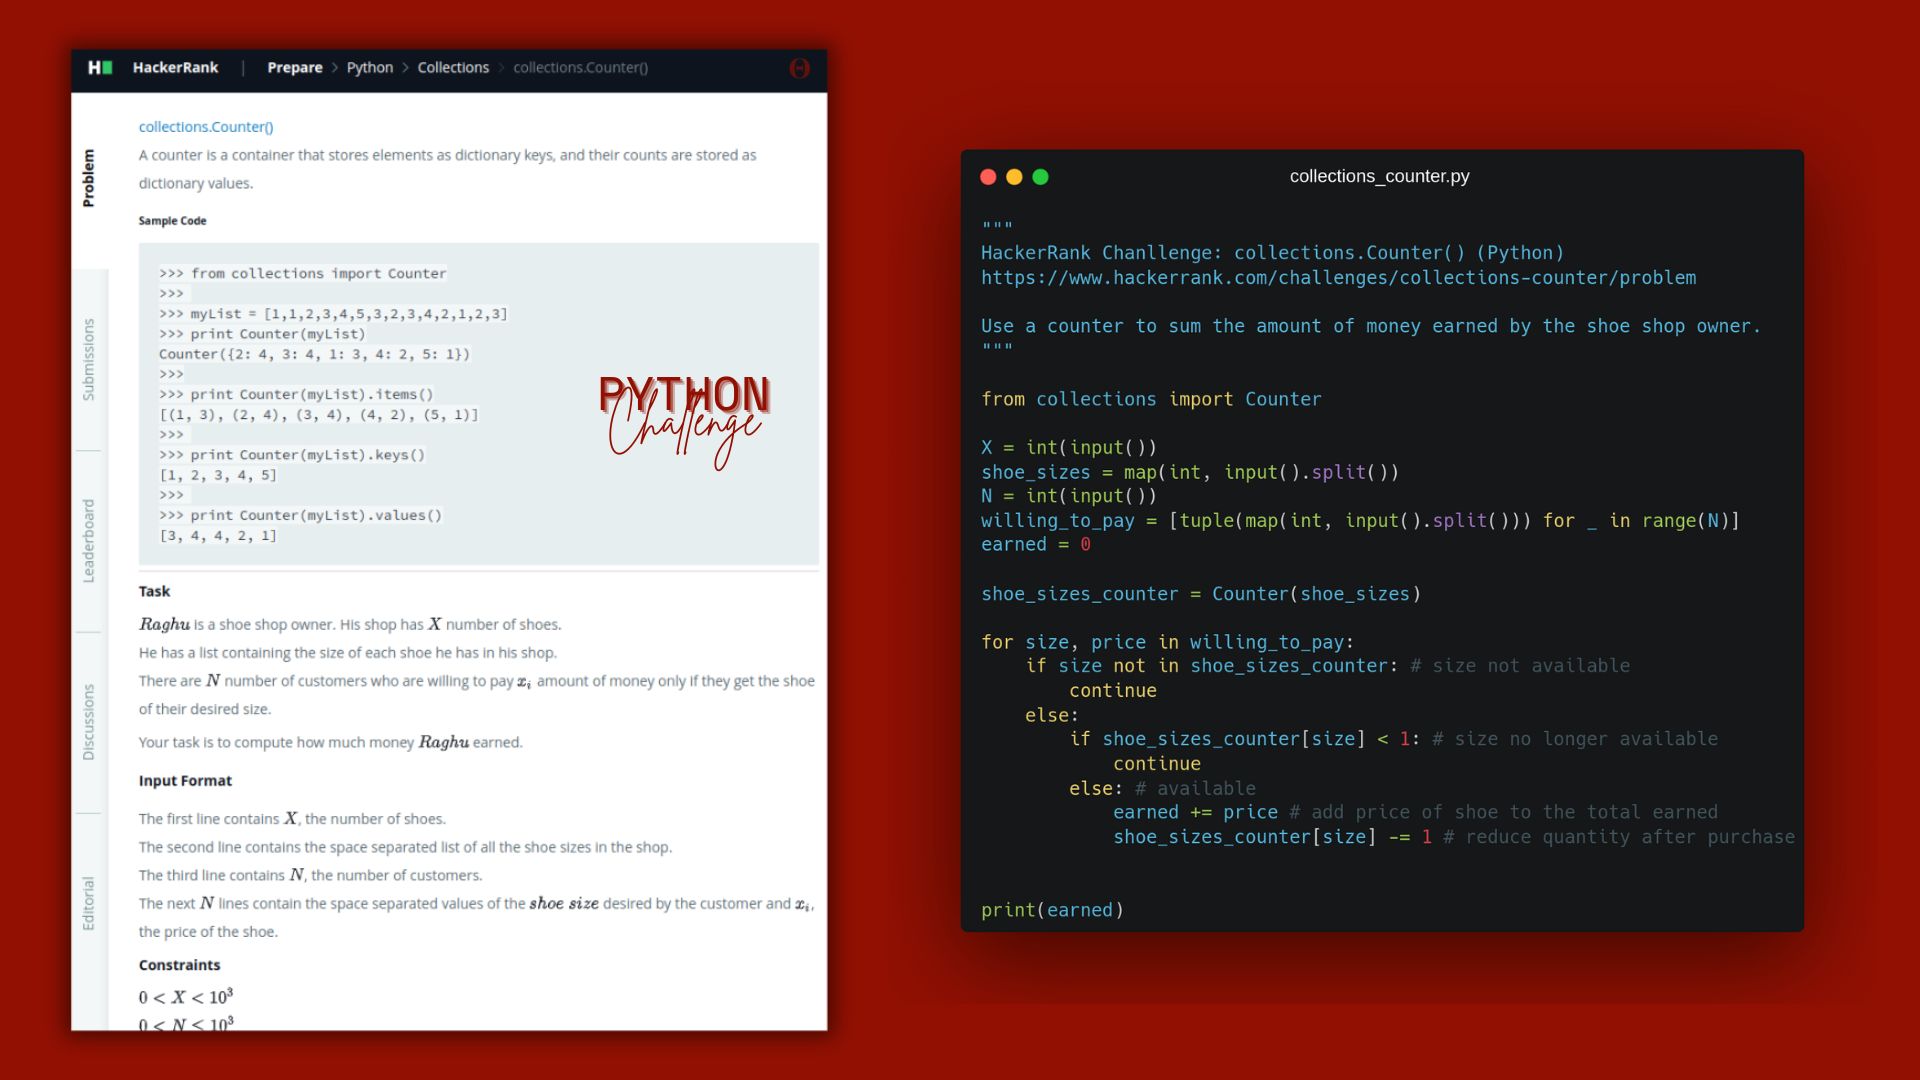 HackerRank | Prepare > Python > Collections > collections.Counter()
Problem
Submissions
Leaderboard
Discussions
Editorial
collections.Counter()
A counter is a container that stores elements as dictionary keys, and their counts are stored as
dictionary values.
Sample Code
>>> from collections import Counter
>>>
>>> myList = [1,1,2,3,4,5,3,2,3,4,2,1,2,3]
>>> print Counter(myList)
Counter({2: 4, 3: 4, 1: 3, 4: 2, 5: 1})
>>>
>>> print Counter(myList).items()
[(1, 3), (2, 4), (3, 4), (4, 2), (5, 1)]
>>>
>>> print Counter(myList).keys()
[1, 2, 3, 4, 5]
>>>
>>> print Counter(myList).values()
[3, 4, 4, 2, 1]
PYTHON
Challenge
Task
Raghu is a shoe shop owner. His shop has X number of shoes.
He has a list containing the size of each shoe he has in his shop.
There are N number of customers who are willing to pay xᵢ amount of money only if they get the shoe
of their desired size.
Your task is to compute how much money Raghu earned.
Input Format
The first line contains X, the number of shoes.
The second line contains the space separated list of all the shoe sizes in the shop.
The third line contains N, the number of customers.
The next N lines contain the space separated values of the shoe size desired by the customer and xᵢ,
the price of the shoe.
Constraints
0 < X < 10³
0 < N ≤ 10³
collections_counter.py
"""
HackerRank Chanllenge: collections.Counter() (Python)
https://www.hackerrank.com/challenges/collections-counter/problem
Use a counter to sum the amount of money earned by the shoe shop owner.
"""
from collections import Counter
X = int(input())
shoe_sizes = map(int, input().split())
N = int(input())
willing_to_pay = [tuple(map(int, input().split())) for _ in range(N)]
earned = 0
shoe_sizes_counter = Counter(shoe_sizes)
for size, price in willing_to_pay:
    if size not in shoe_sizes_counter: # size not available
        continue
    else:
        if shoe_sizes_counter[size] < 1: # size no longer available
            continue
        else: # available
            earned += price # add price of shoe to the total earned
            shoe_sizes_counter[size] -= 1 # reduce quantity after purchase
print(earned)